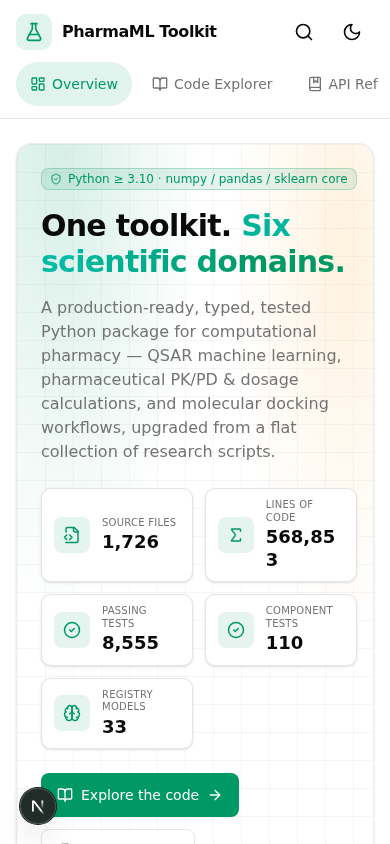 PharmaML Toolkit
Overview
Code Explorer
API Ref
Python ≥ 3.10 · numpy / pandas / sklearn core
One toolkit. Six
scientific domains.
A production-ready, typed, tested
Python package for computational
pharmacy — QSAR machine learning,
pharmaceutical PK/PD & dosage
calculations, and molecular docking
workflows, upgraded from a flat
collection of research scripts.
SOURCE FILES
1,726
LINES OF
CODE
568,85
3
PASSING
TESTS
8,555
COMPONENT
TESTS
110
REGISTRY
MODELS
33
Explore the code
N